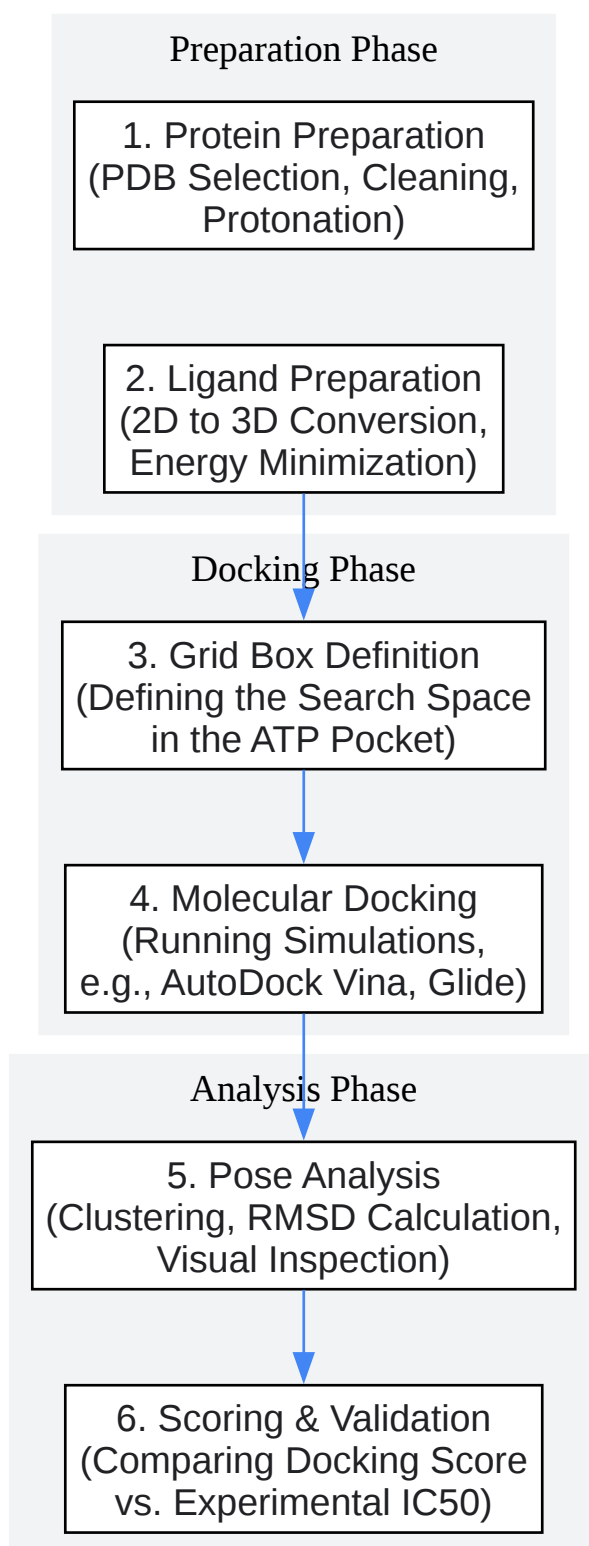 Preparation Phase
1. Protein Preparation
(PDB Selection, Cleaning,
Protonation)
2. Ligand Preparation
(2D to 3D Conversion,
Energy Minimization)
Docking Phase
3. Grid Box Definition
(Defining the Search Space
in the ATP Pocket)
4. Molecular Docking
(Running Simulations,
e.g., AutoDock Vina, Glide)
Analysis Phase
5. Pose Analysis
(Clustering, RMSD Calculation,
Visual Inspection)
6. Scoring & Validation
(Comparing Docking Score
vs. Experimental IC50)